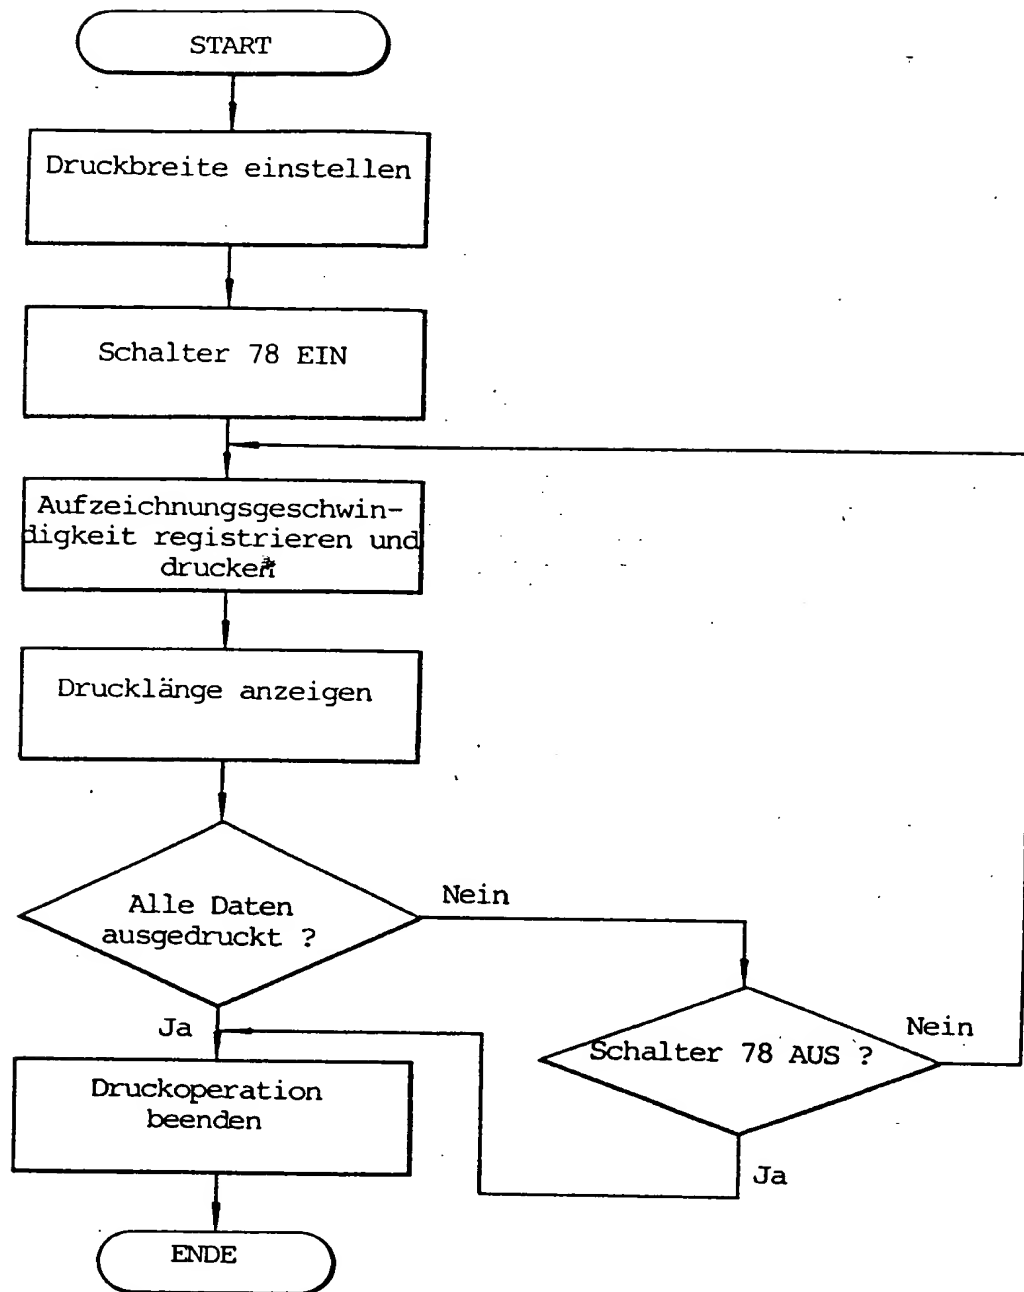 START
Druckbreite einstellen
Schalter 78 EIN
Aufzeichnungsgeschwin-
digkeit registrieren und
drucken
Drucklänge anzeigen
Alle Daten
ausgedruckt ?
Nein
Ja
Schalter 78 AUS ?
Nein
Ja
Druckoperation
beenden
ENDE